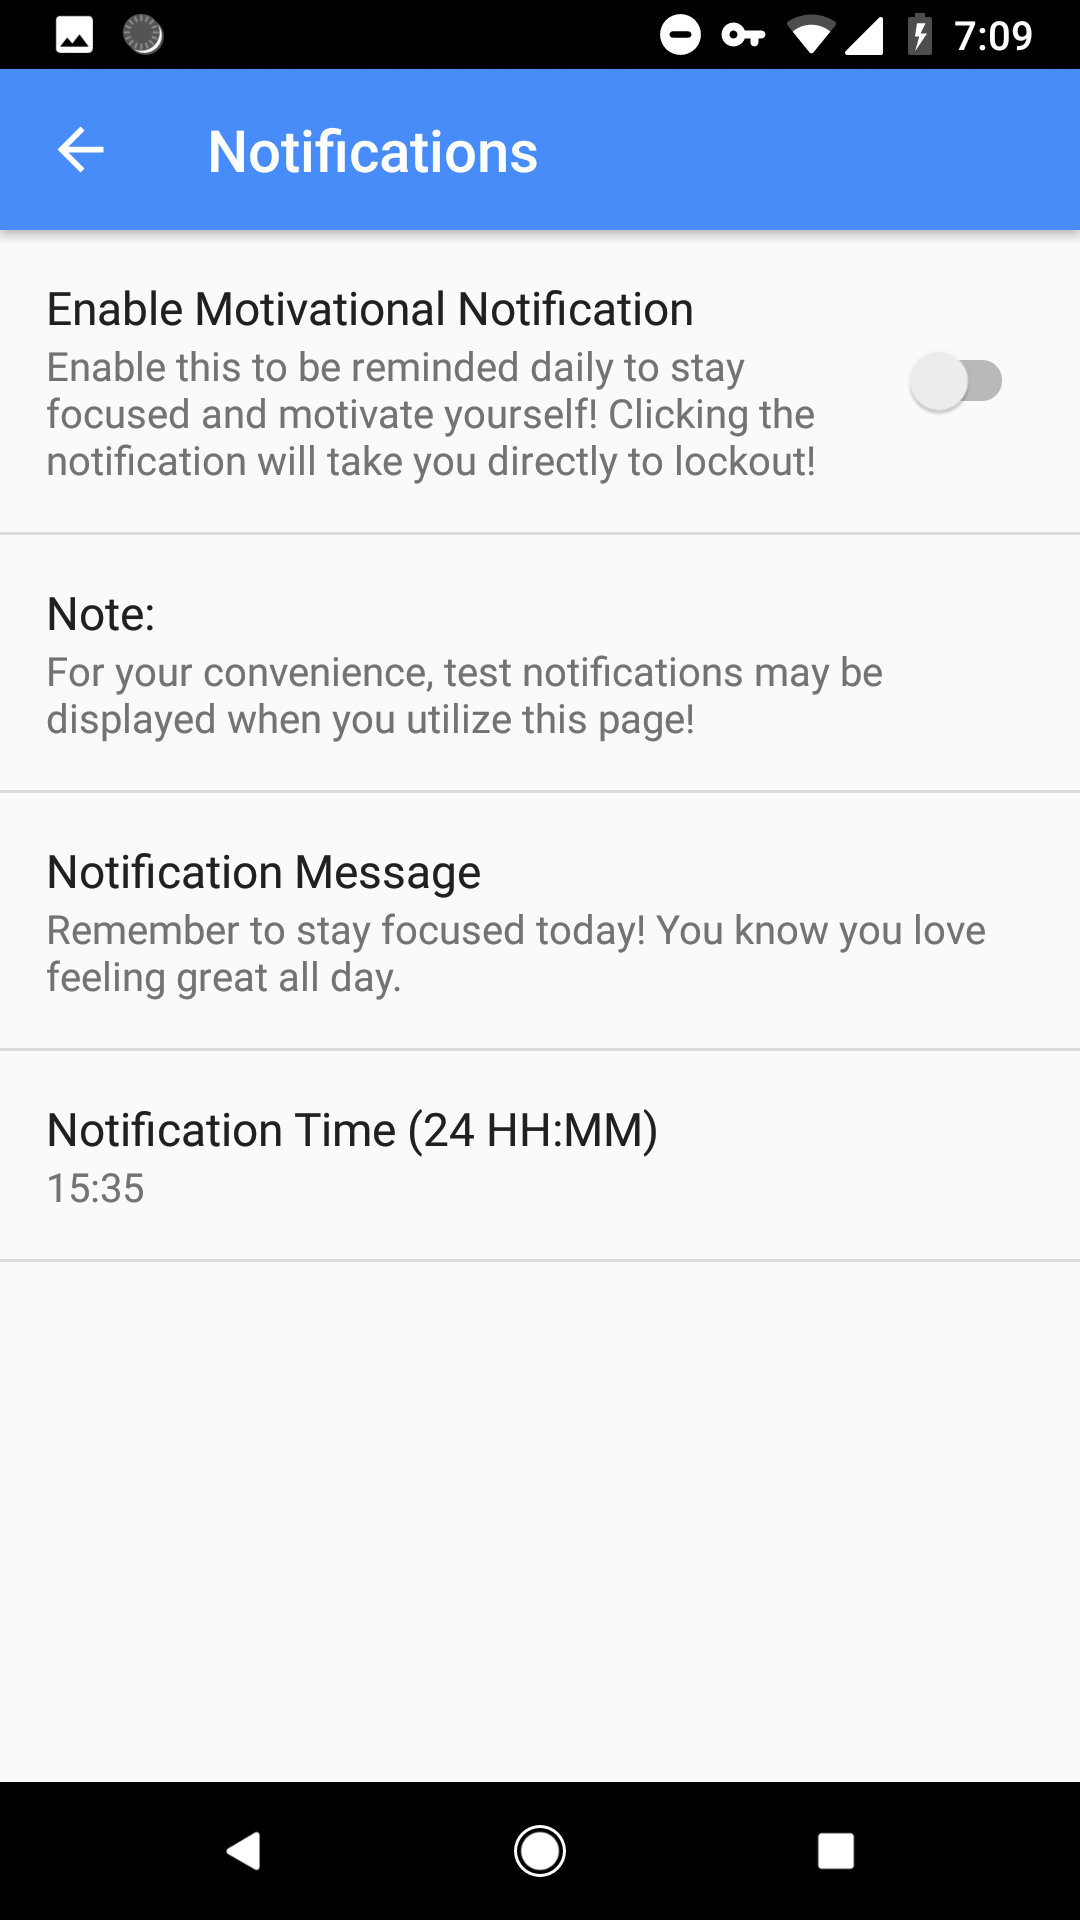 7:09
Notifications
Enable Motivational Notification
Enable this to be reminded daily to stay
focused and motivate yourself! Clicking the
notification will take you directly to lockout!
Note:
For your convenience, test notifications may be
displayed when you utilize this page!
Notification Message
Remember to stay focused today! You know you love
feeling great all day.
Notification Time (24 HH:MM)
15:35